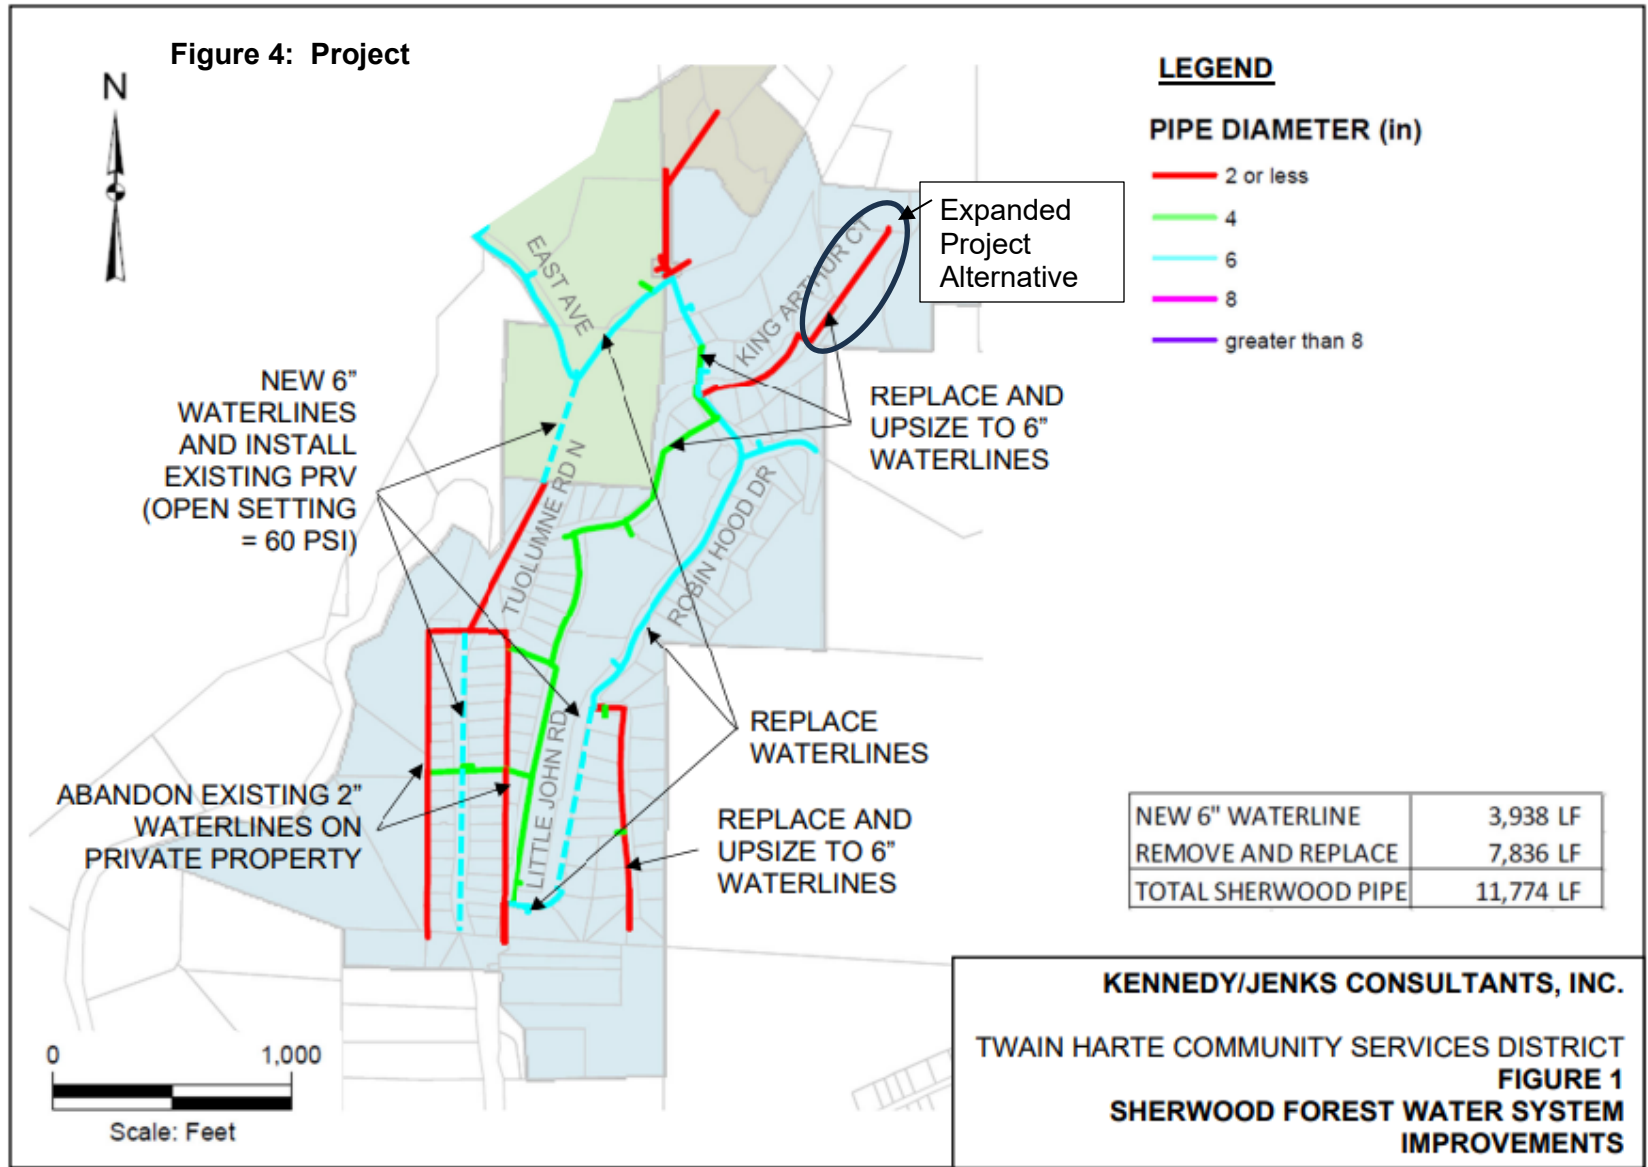 Figure 4:  Project
N
LEGEND
PIPE DIAMETER (in)
2 or less
4
6
8
greater than 8
Expanded
Project
Alternative
EAST AVE
KING ARTHUR CT
NEW 6"
WATERLINES
AND INSTALL
EXISTING PRV
(OPEN SETTING
= 60 PSI)
REPLACE AND
UPSIZE TO 6"
WATERLINES
TUOLUMNE RD N
ROBIN HOOD DR
LITTLE JOHN RD
REPLACE
WATERLINES
ABANDON EXISTING 2"
WATERLINES ON
PRIVATE PROPERTY
REPLACE AND
UPSIZE TO 6"
WATERLINES
NEW 6" WATERLINE 3,938 LF
REMOVE AND REPLACE 7,836 LF
TOTAL SHERWOOD PIPE 11,774 LF
0 1,000
Scale: Feet
KENNEDY/JENKS CONSULTANTS, INC.
TWAIN HARTE COMMUNITY SERVICES DISTRICT
FIGURE 1
SHERWOOD FOREST WATER SYSTEM
IMPROVEMENTS